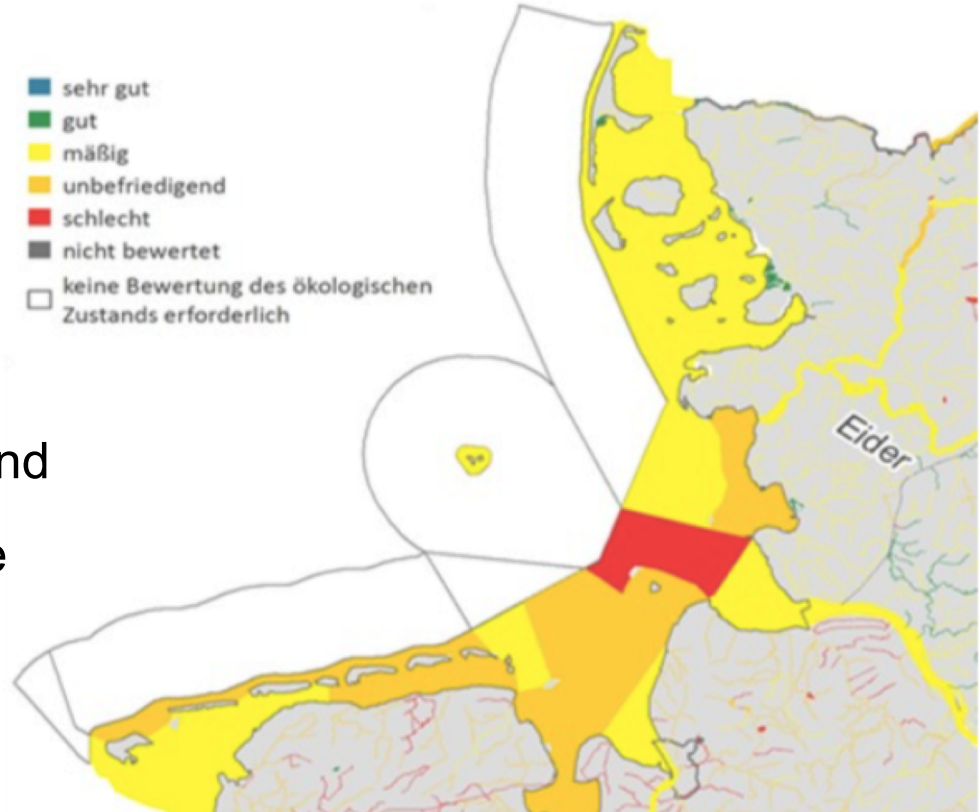 sehr gut
gut
mäßig
unbefriedigend
schlecht
nicht bewertet
keine Bewertung des ökologischen
Zustands erforderlich
Eider
nd
e